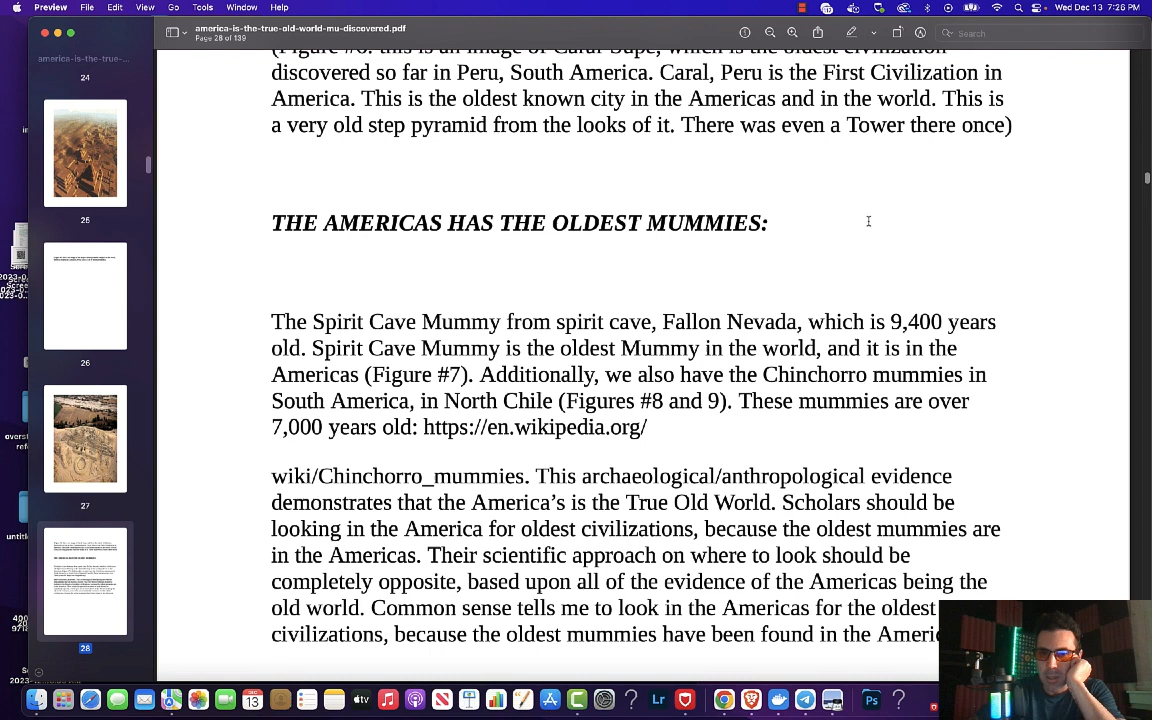 Preview File Edit View Go Tools Window Help
Wed Dec 13 7:26 PM
america-is-the-true-old-world-mu-discovered.pdf
Page 28 of 139
Search
america-is-the-true-...
24
25
26
27
28
discovered so far in Peru, South America. Caral, Peru is the First Civilization in
America. This is the oldest known city in the Americas and in the world. This is
a very old step pyramid from the looks of it. There was even a Tower there once)
THE AMERICAS HAS THE OLDEST MUMMIES:
The Spirit Cave Mummy from spirit cave, Fallon Nevada, which is 9,400 years
old. Spirit Cave Mummy is the oldest Mummy in the world, and it is in the
Americas (Figure #7). Additionally, we also have the Chinchorro mummies in
South America, in North Chile (Figures #8 and 9). These mummies are over
7,000 years old: https://en.wikipedia.org/
wiki/Chinchorro_mummies. This archaeological/anthropological evidence
demonstrates that the America’s is the True Old World. Scholars should be
looking in the America for oldest civilizations, because the oldest mummies are
in the Americas. Their scientific approach on where to look should be
completely opposite, based upon all of the evidence of the Americas being the
old world. Common sense tells me to look in the Americas for the oldest
civilizations, because the oldest mummies have been found in the